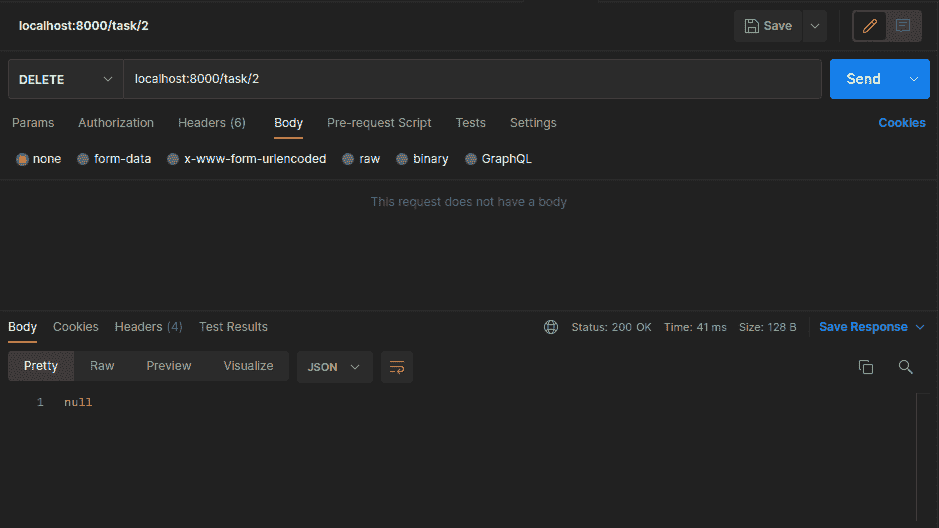 localhost:8000/task/2
Save
DELETE localhost:8000/task/2 Send
Params Authorization Headers (6) Body Pre-request Script Tests Settings Cookies
none form-data x-www-form-urlencoded raw binary GraphQL
This request does not have a body
Body Cookies Headers (4) Test Results Status: 200 OK Time: 41 ms Size: 128 B Save Response
Pretty Raw Preview Visualize JSON
1 null